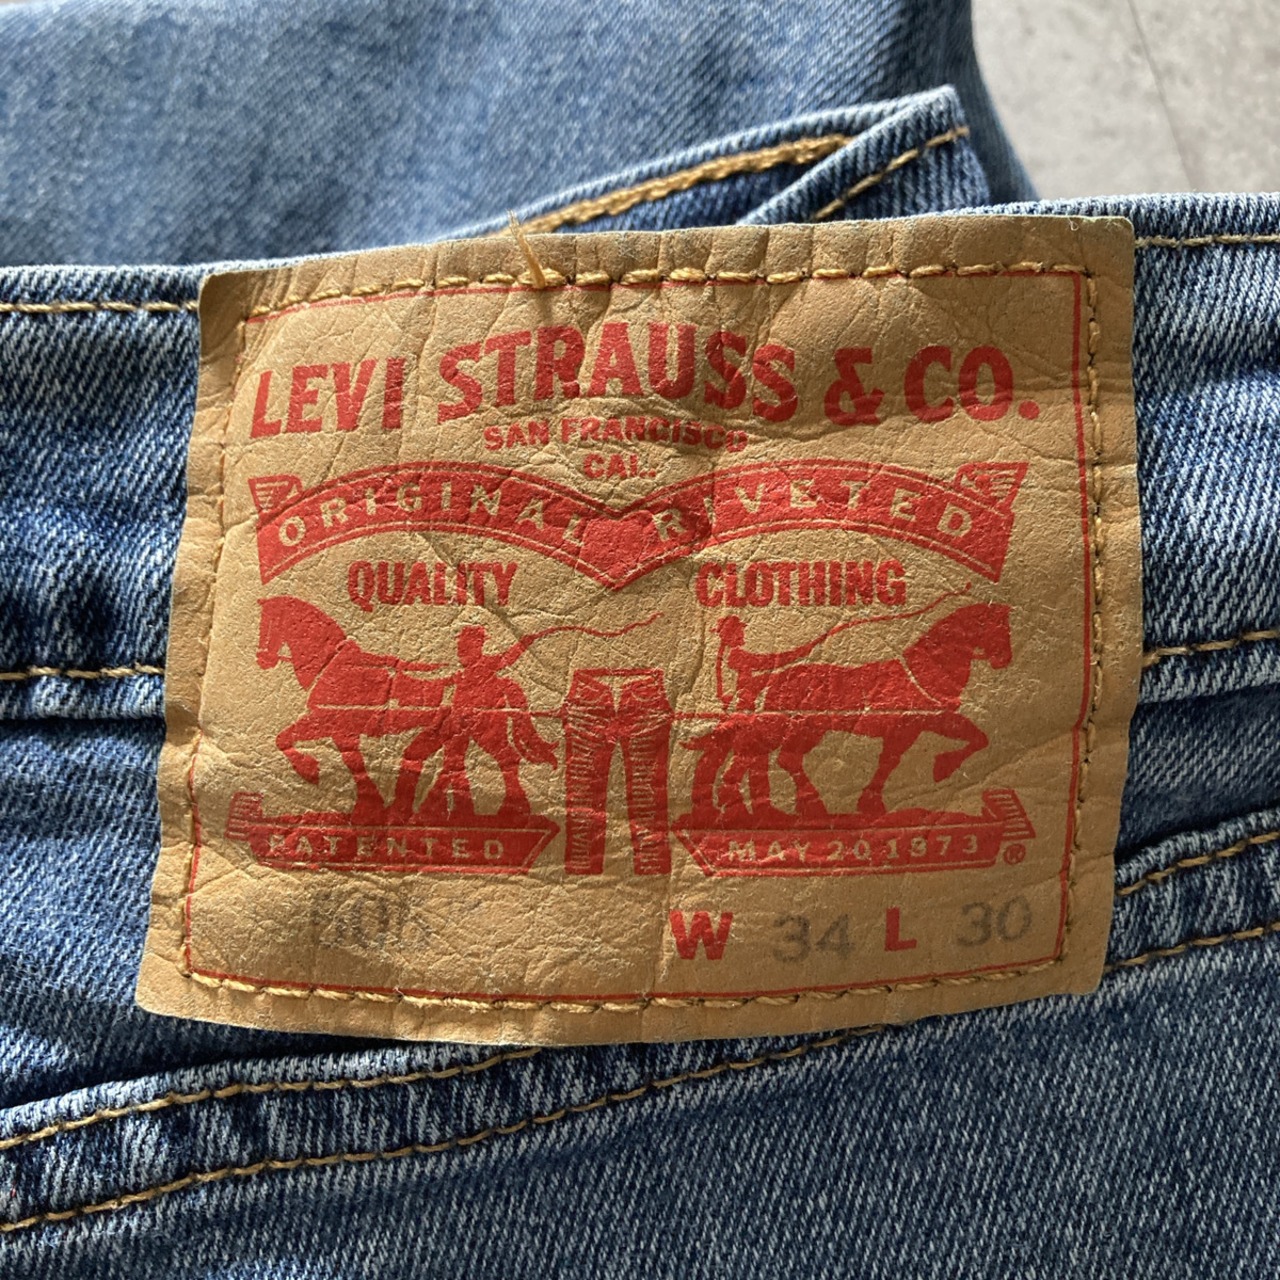 LEVI STRAUSS & CO.
SAN FRANCISCO
CAL.
ORIGINAL RIVETED
QUALITY CLOTHING
PATENTED MAY 20 1873 ®
W 34 L 30